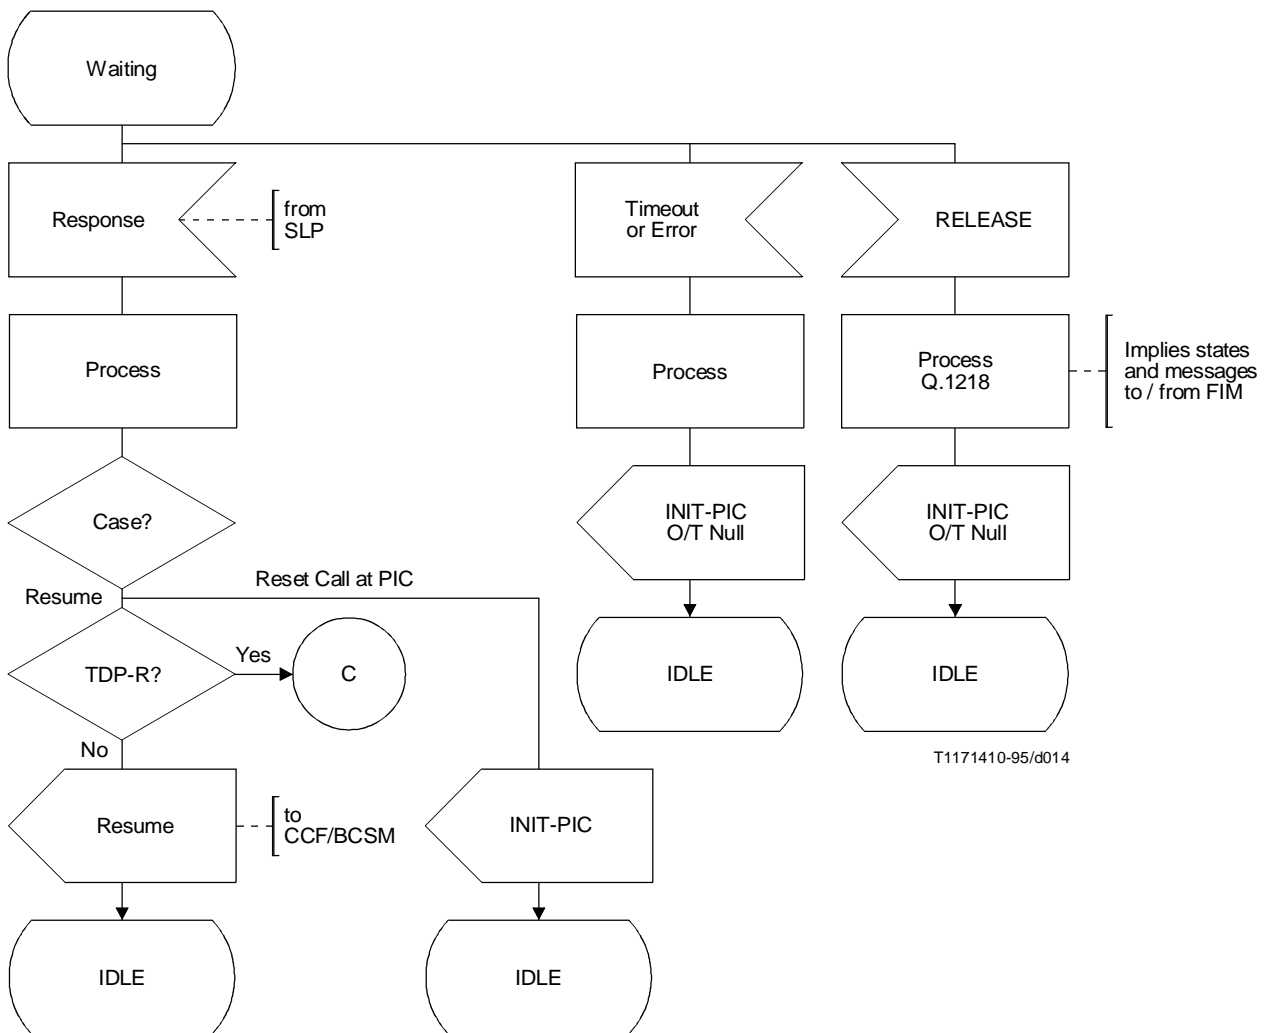 Waiting
Response
from
SLP
Timeout
or Error
RELEASE
Process
Process
Process
Q.1218
Implies states
and messages
to / from FIM
Case?
INIT-PIC
O/T Null
INIT-PIC
O/T Null
Resume
Reset Call at PIC
TDP-R?
Yes
C
IDLE
IDLE
No
T1171410-95/d014
Resume
to
CCF/BCSM
INIT-PIC
IDLE
IDLE